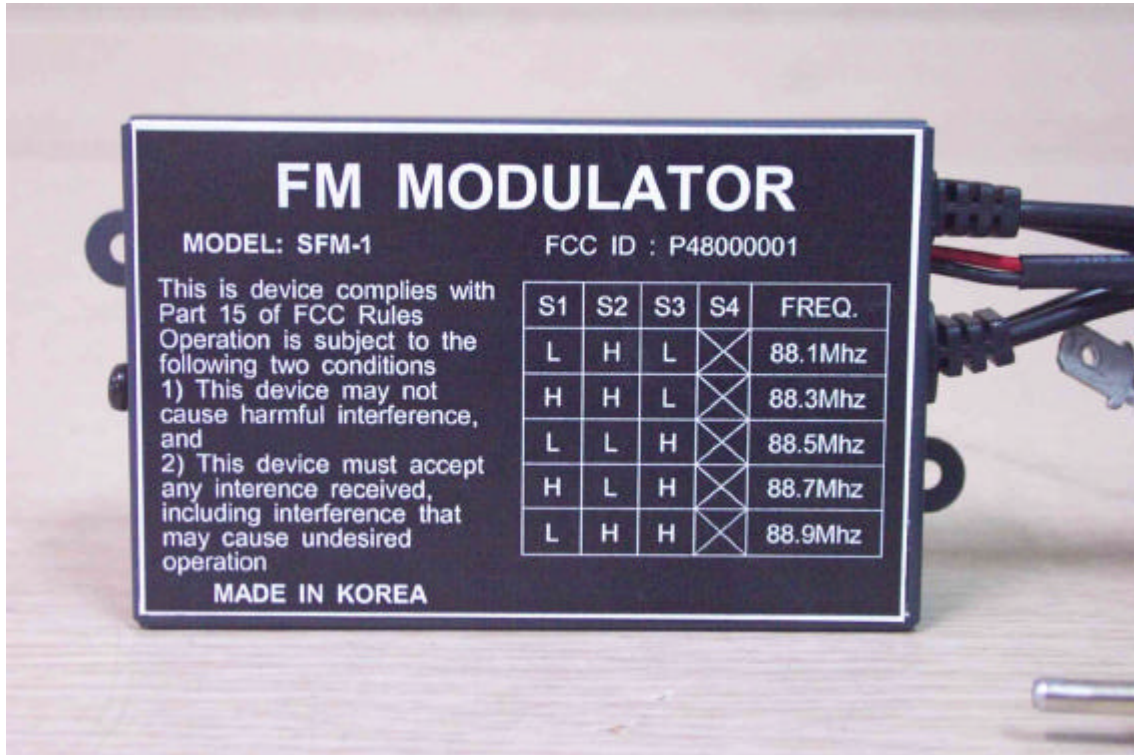 FM MODULATOR
MODEL: SFM-1 FCC ID : P48000001
This is device complies with
Part 15 of FCC Rules
Operation is subject to the
following two conditions
1) This device may not
cause harmful interference,
and
2) This device must accept
any interence received,
including interference that
may cause undesired
operation
MADE IN KOREA
S1 S2 S3 S4 FREQ.
L H L 88.1Mhz
H H L 88.3Mhz
L L H 88.5Mhz
H L H 88.7Mhz
L H H 88.9Mhz